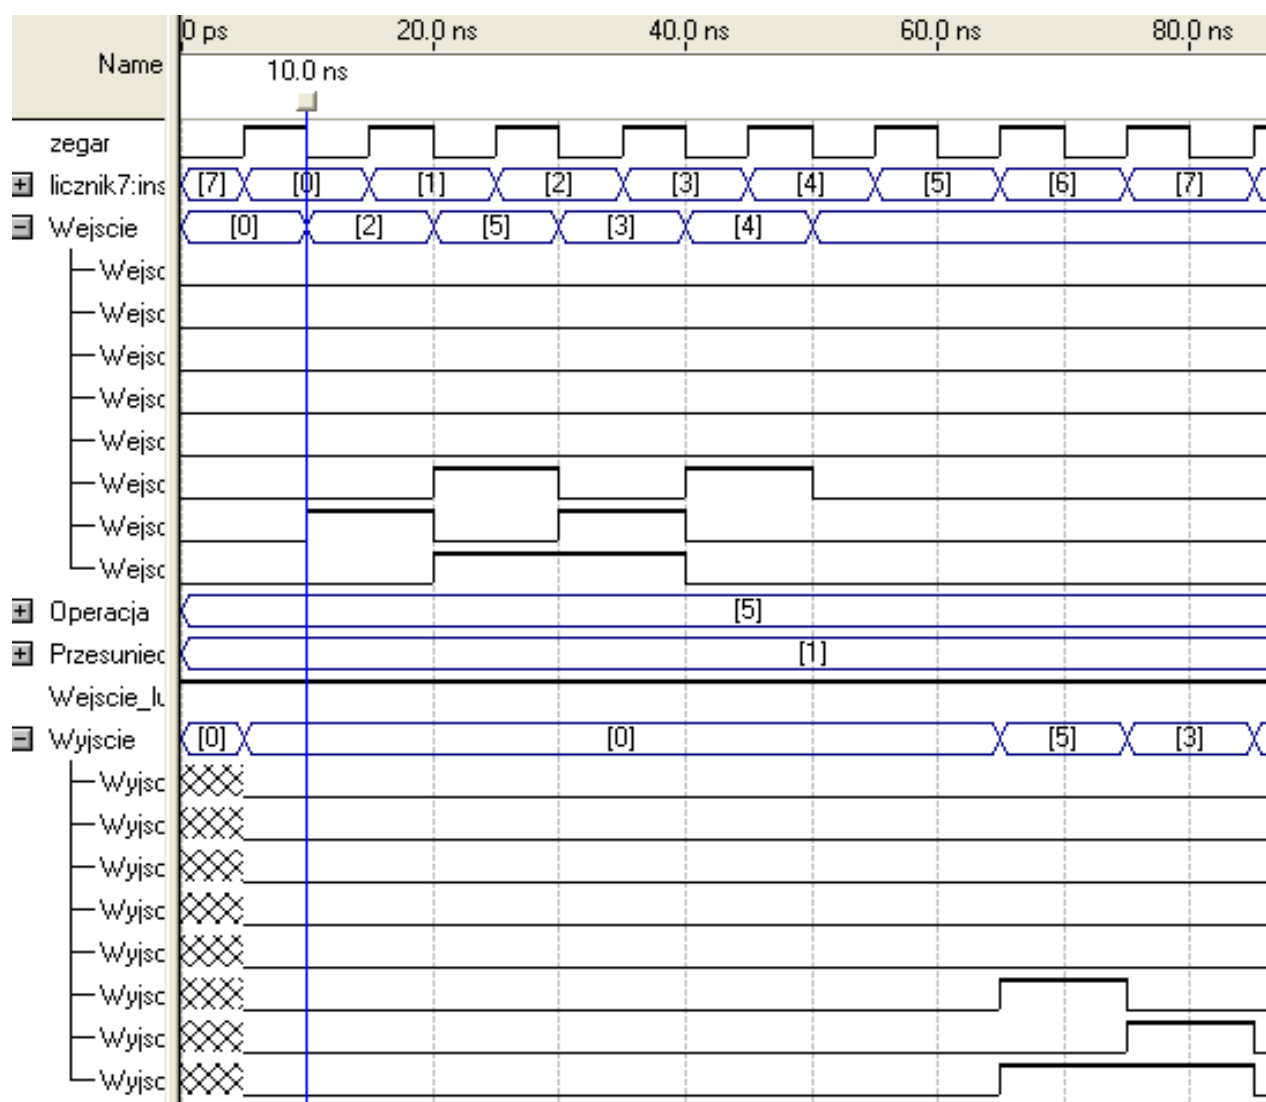 0 ps 20.0 ns 40.0 ns 60.0 ns 80.0 ns
Name
10.0 ns
zegar
licznik7:ins [7] [0] [1] [2] [3] [4] [5] [6] [7]
Wejscie [0] [2] [5] [3] [4]
Wejsc
Wejsc
Wejsc
Wejsc
Wejsc
Wejsc
Wejsc
Wejsc
Operacja [5]
Przesuniec [1]
Wejscie_lu
Wyjscie [0] [0] [5] [3]
Wyjsc
Wyjsc
Wyjsc
Wyjsc
Wyjsc
Wyjsc
Wyjsc
Wyjsc